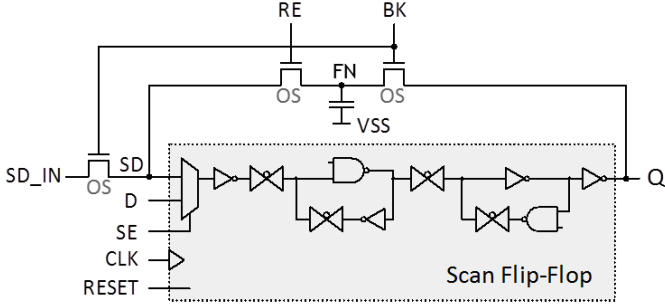 RE
BK
FN
OS
OS
VSS
SD_IN
OS
SD
D
SE
CLK
RESET
Q
Scan Flip-Flop